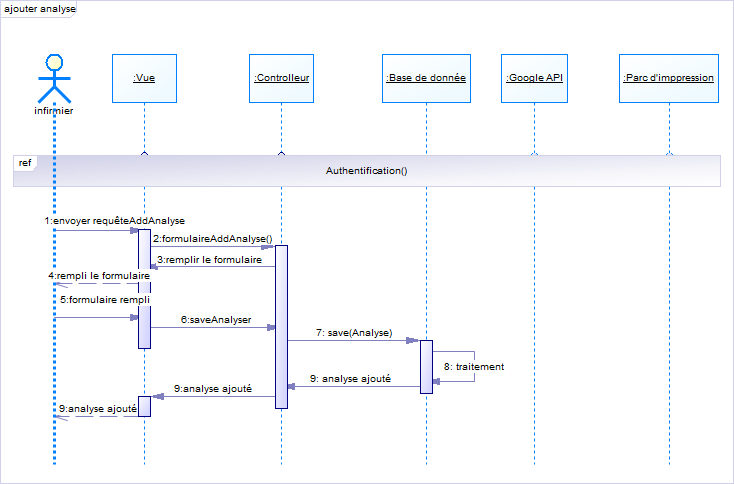 ajouter analyse
:Vue
:Controlleur
:Base de donnée
:Google API
:Parc d'imppression
infirmier
ref
Authentification()
1:envoyer requêteAddAnalyse
2:formulaireAddAnalyse()
3:remplir le formulaire
4:rempli le formulaire
5:formulaire rempli
6:saveAnalyser
7: save(Analyse)
8: traitement
9: analyse ajouté
9:analyse ajouté
9:analyse ajouté